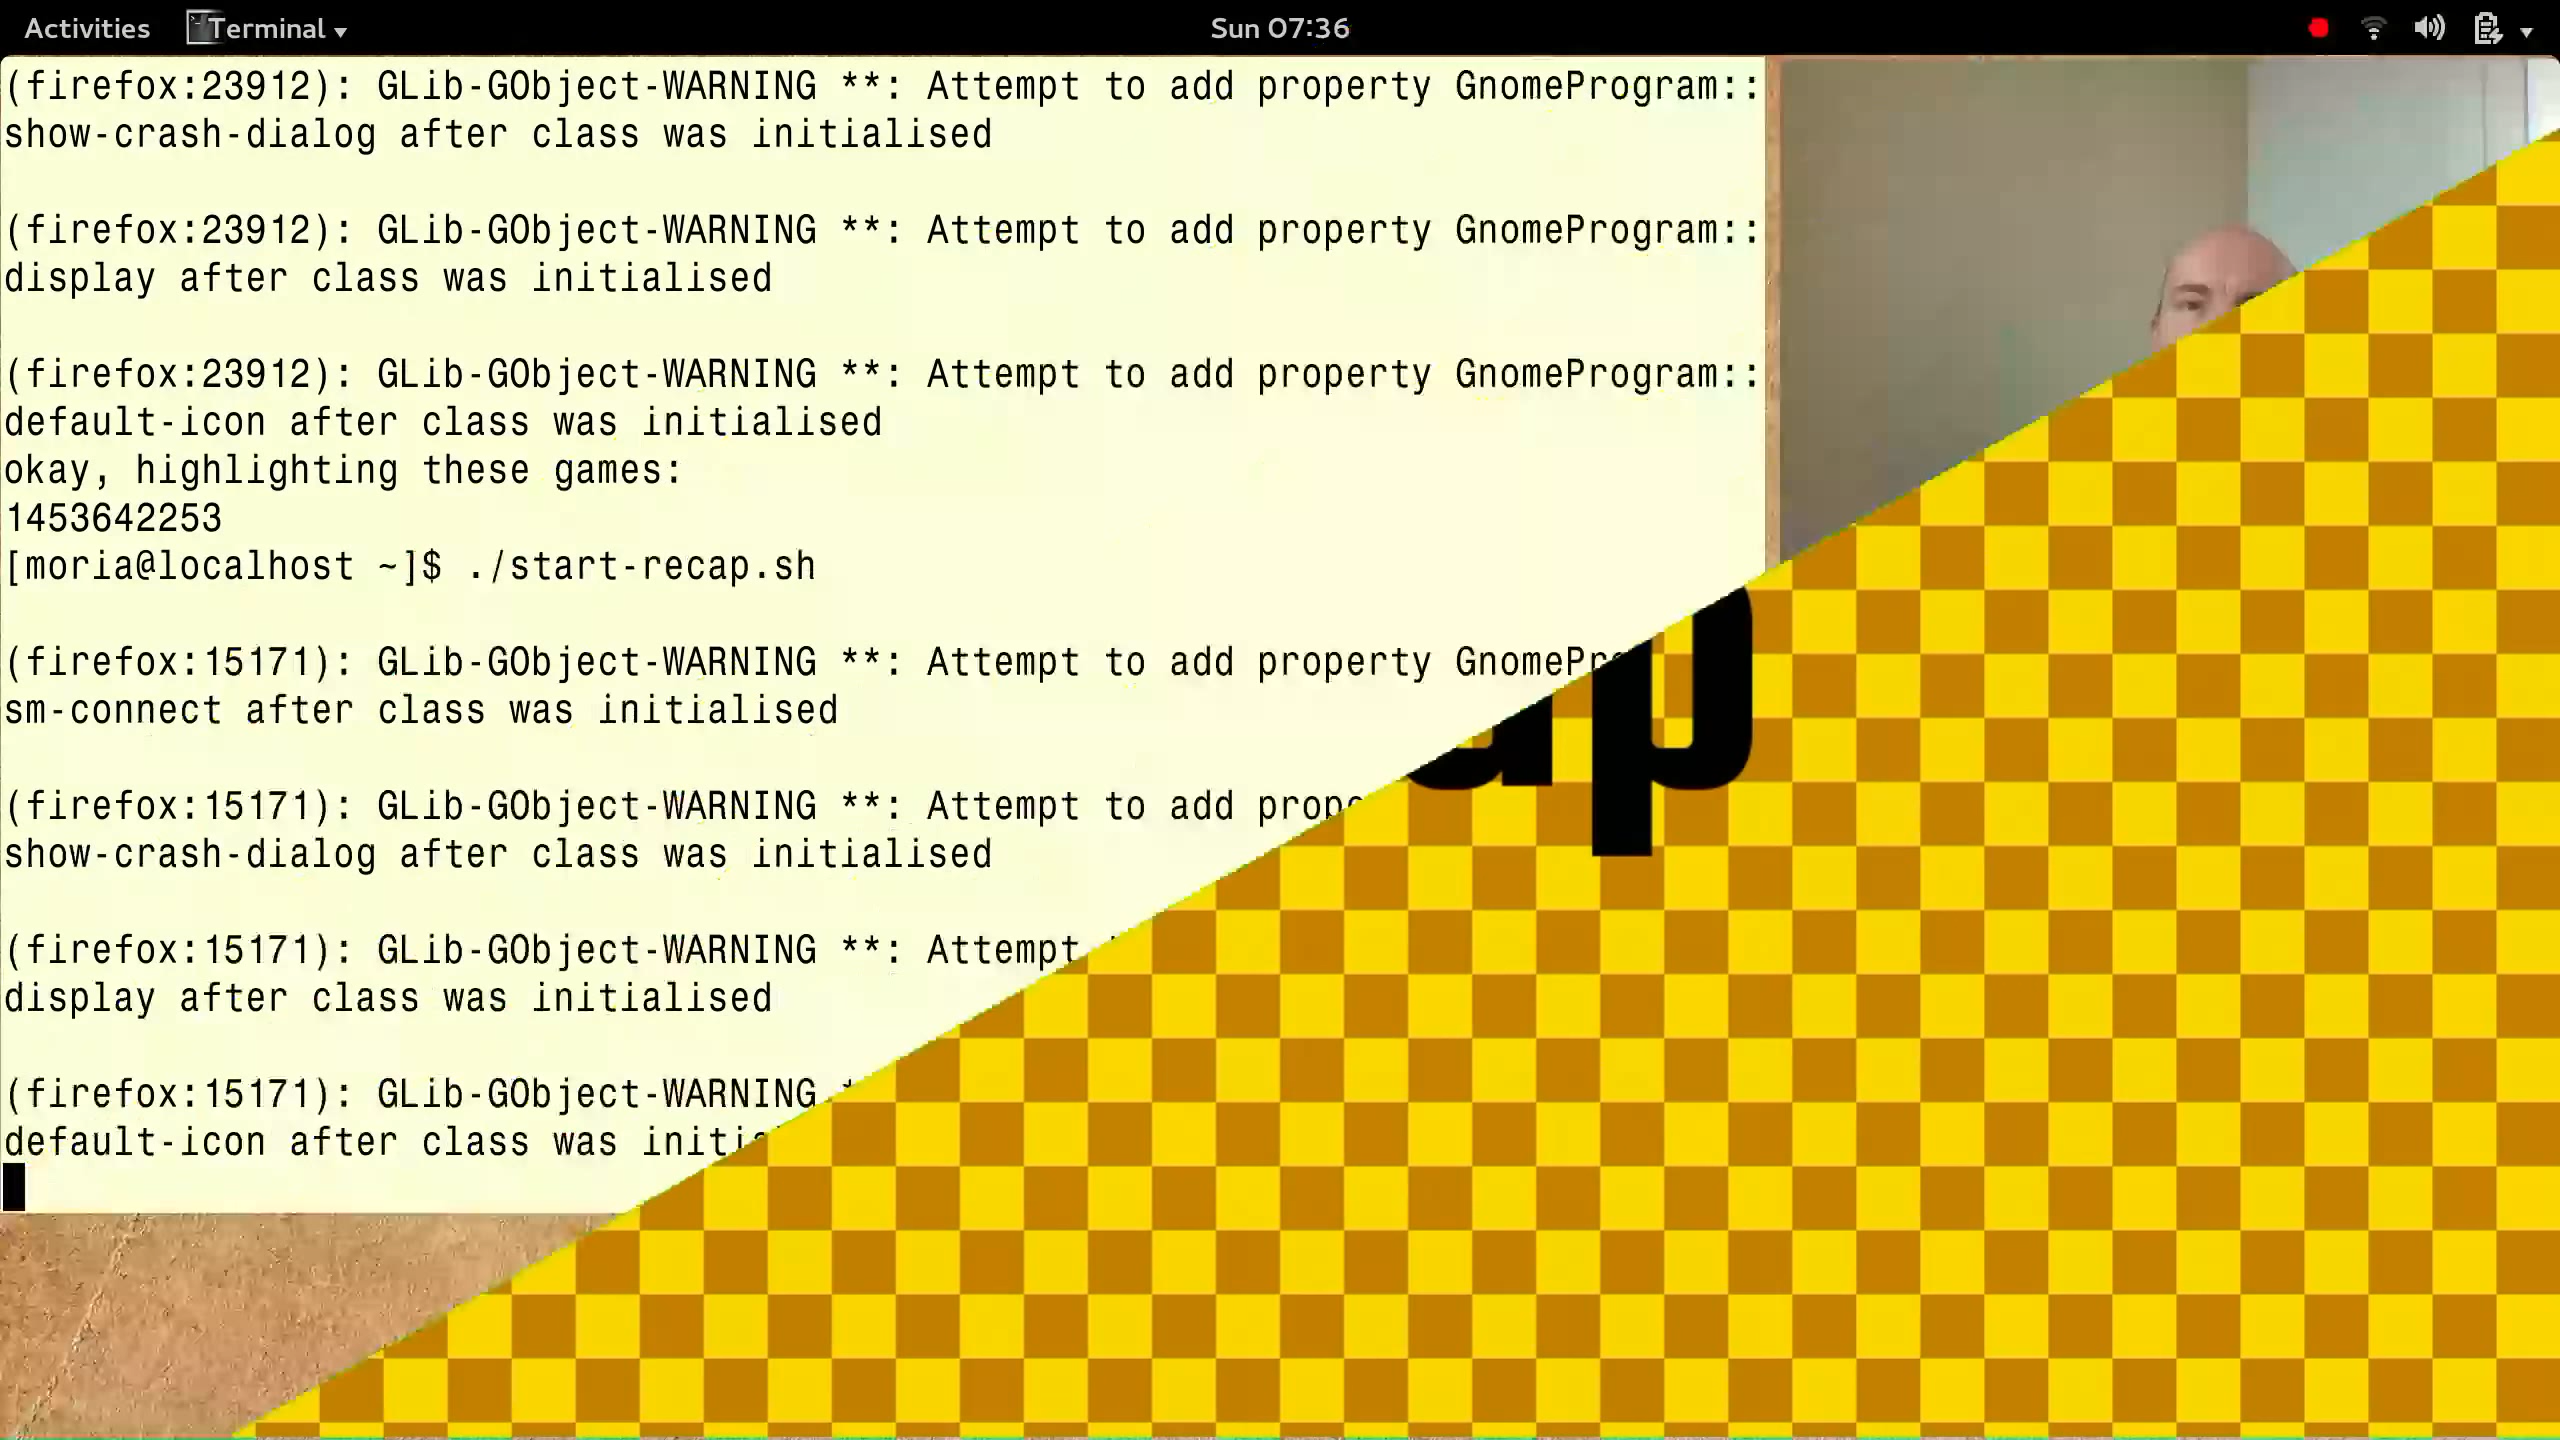 Activities Terminal Sun 07:36
(firefox:23912): GLib-GObject-WARNING **: Attempt to add property GnomeProgram::
show-crash-dialog after class was initialised
(firefox:23912): GLib-GObject-WARNING **: Attempt to add property GnomeProgram::
display after class was initialised
(firefox:23912): GLib-GObject-WARNING **: Attempt to add property GnomeProgram::
default-icon after class was initialised
okay, highlighting these games:
1453642253
[moria@localhost ~]$ ./start-recap.sh
(firefox:15171): GLib-GObject-WARNING **: Attempt to add property
sm-connect after class was initialised
(firefox:15171): GLib-GObject-WARNING **: Attempt to add
show-crash-dialog after class was initialised
(firefox:15171): GLib-GObject-WARNING **: Attempt
display after class was initialised
(firefox:15171): GLib-GObject-WARNING
default-icon after class was